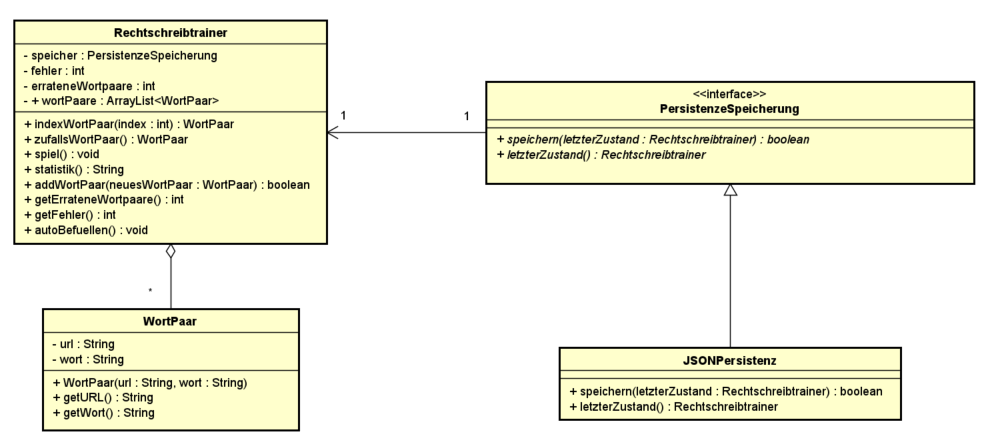 Rechtschreibtrainer
- speicher : PersistenzeSpeicherung
- fehler : int
- errateneWortpaare : int
- + wortPaare : ArrayList<WortPaar>
+ indexWortPaar(index : int) : WortPaar
+ zufallsWortPaar() : WortPaar
+ spiel() : void
+ statistik() : String
+ addWortPaar(neuesWortPaar : WortPaar) : boolean
+ getErrateneWortpaare() : int
+ getFehler() : int
+ autoBefuellen() : void
1
1
<<interface>>
PersistenzeSpeicherung
+ speichern(letzterZustand : Rechtschreibtrainer) : boolean
+ letzterZustand() : Rechtschreibtrainer
*
WortPaar
- url : String
- wort : String
+ WortPaar(url : String, wort : String)
+ getURL() : String
+ getWort() : String
JSONPersistenz
+ speichern(letzterZustand : Rechtschreibtrainer) : boolean
+ letzterZustand() : Rechtschreibtrainer